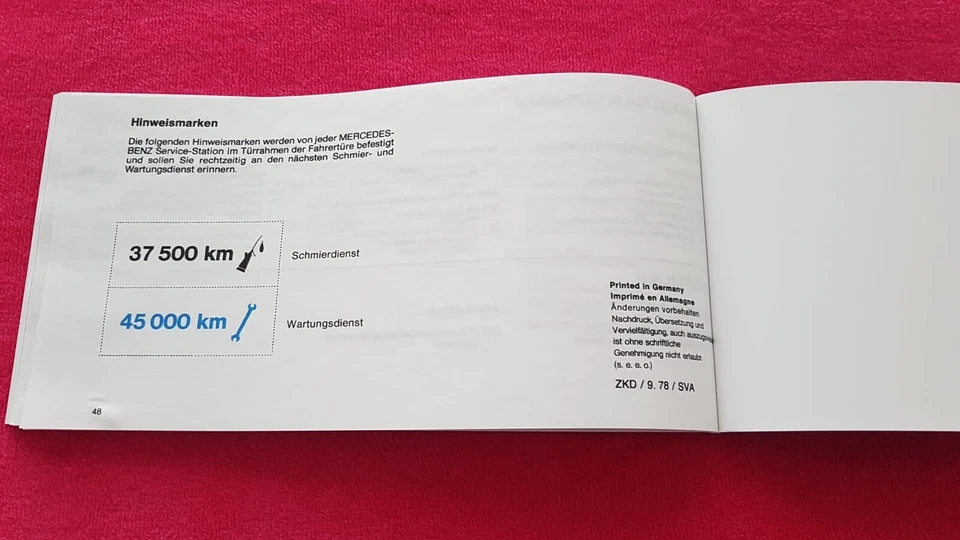 Hinweismarken
Die folgenden Hinweismarken werden von jeder MERCEDES-
BENZ Service-Station im Türrahmen der Fahrertüre befestigt
und sollen Sie rechtzeitig an den nächsten Schmier- und
Wartungsdienst erinnern.
37 500 km
Schmierdienst
45 000 km
Wartungsdienst
Printed in Germany
Imprimé en Allemagne
Änderungen vorbehalten
Nachdruck, Übersetzung und
Vervielfältigung, auch auszugsweise
ist ohne schriftliche
Genehmigung nicht erlaubt
(s. e. e. o.)
ZKD / 9. 78 / SVA
48